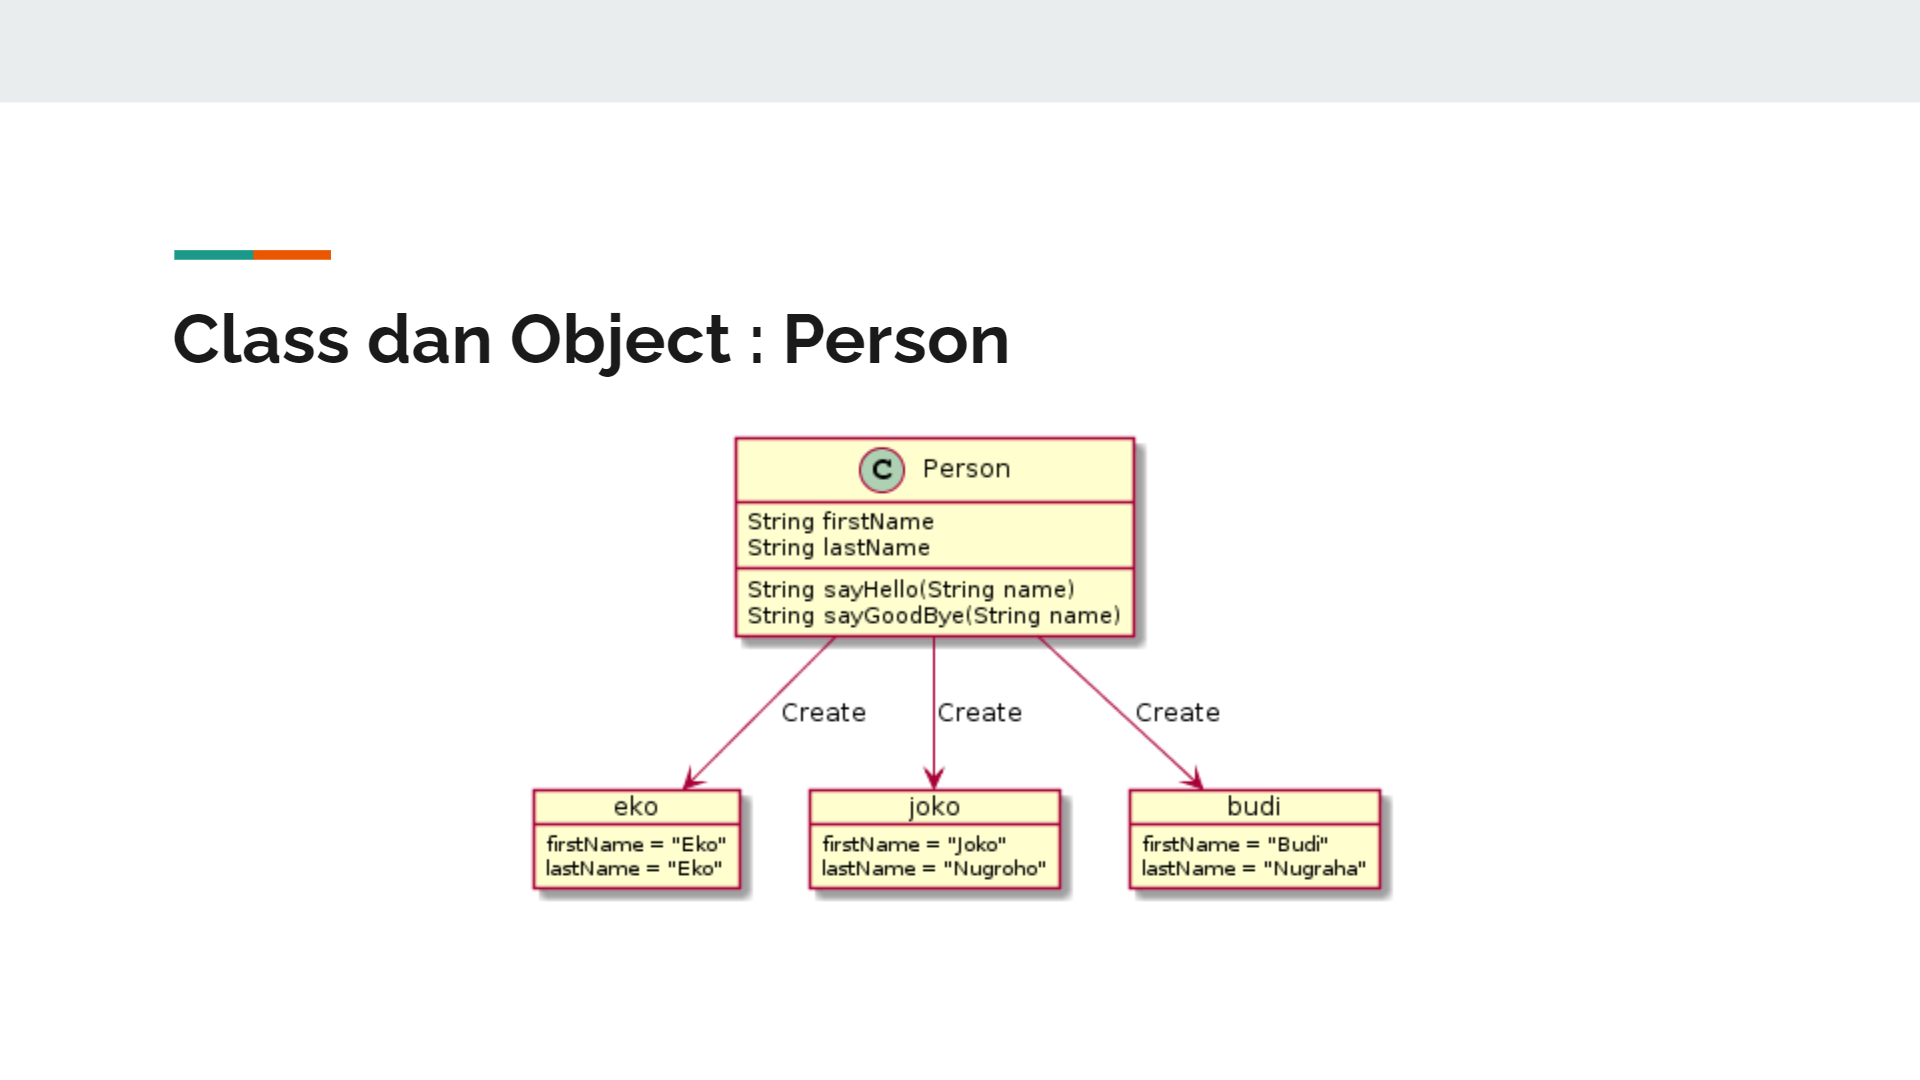 Class dan Object : Person
C Person
String firstName
String lastName
String sayHello(String name)
String sayGoodBye(String name)
Create
Create
Create
eko
firstName = "Eko"
lastName = "Eko"
joko
firstName = "Joko"
lastName = "Nugroho"
budi
firstName = "Budi"
lastName = "Nugraha"